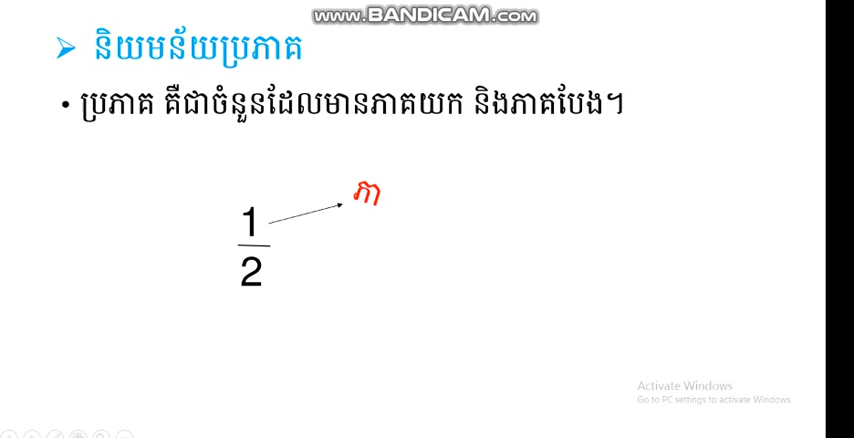 www.BANDICAM.com
និយមន័យប្រភាគ
• ប្រភាគ គឺជាចំនួនដែលមានភាគយក និងភាគបែង។
ភា
1
2
Activate Windows
Go to PC settings to activate Windows.